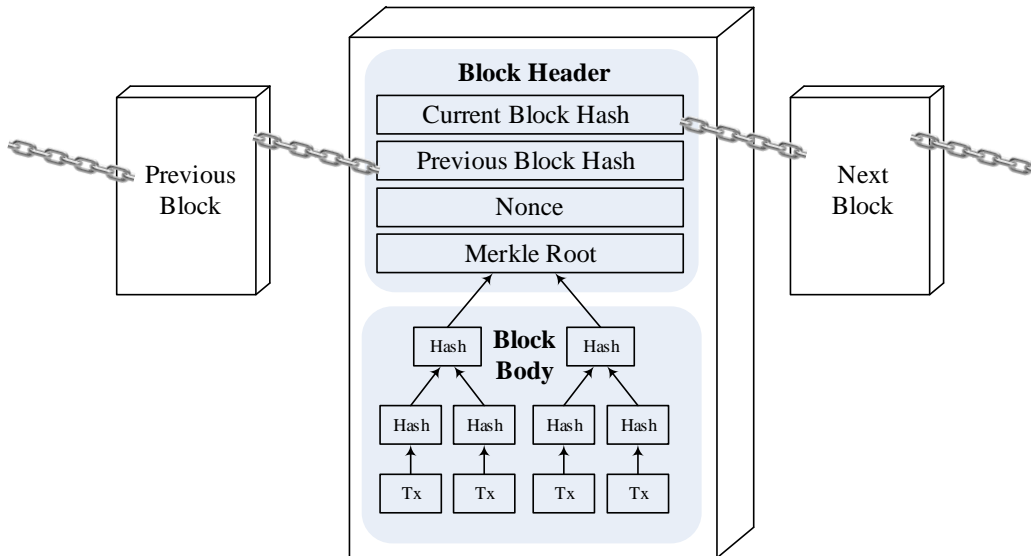 Previous
Block
Block Header
Current Block Hash
Previous Block Hash
Nonce
Merkle Root
Next
Block
Block
Body
Hash
Hash
Hash
Hash
Hash
Hash
Tx
Tx
Tx
Tx